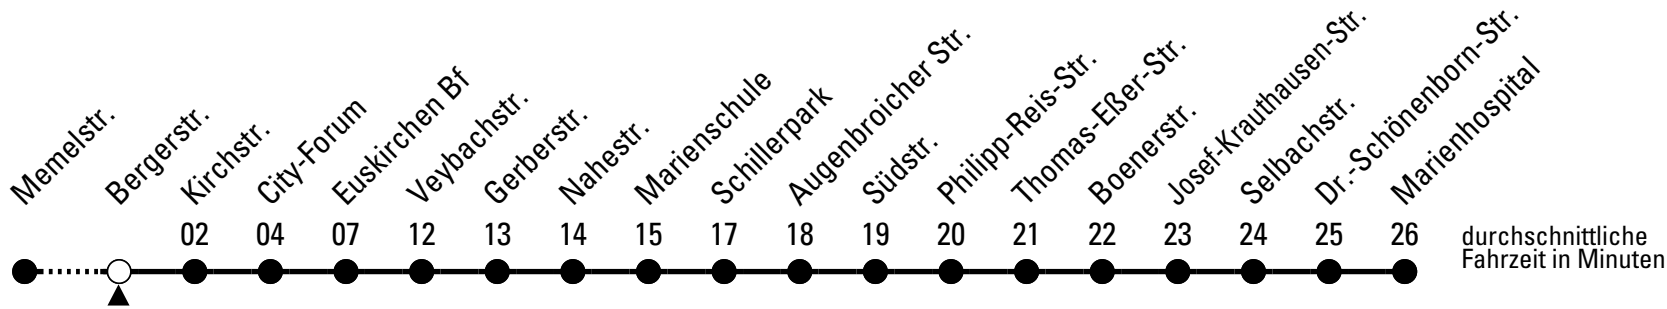 Memelstr.
Bergerstr.
Kirchstr.
City-Forum
Euskirchen Bf
Veybachstr.
Gerberstr.
Nahestr.
Marienschule
Schillerpark
Augenbroicher Str.
Südstr.
Philipp-Reis-Str.
Thomas-Eßer-Str.
Boenerstr.
Josef-Krauthausen-Str.
Selbachstr.
Dr.-Schönenborn-Str.
Marienhospital
02 04 07 12 13 14 15 17 18 19 20 21 22 23 24 25 26
durchschnittliche
Fahrzeit in Minuten